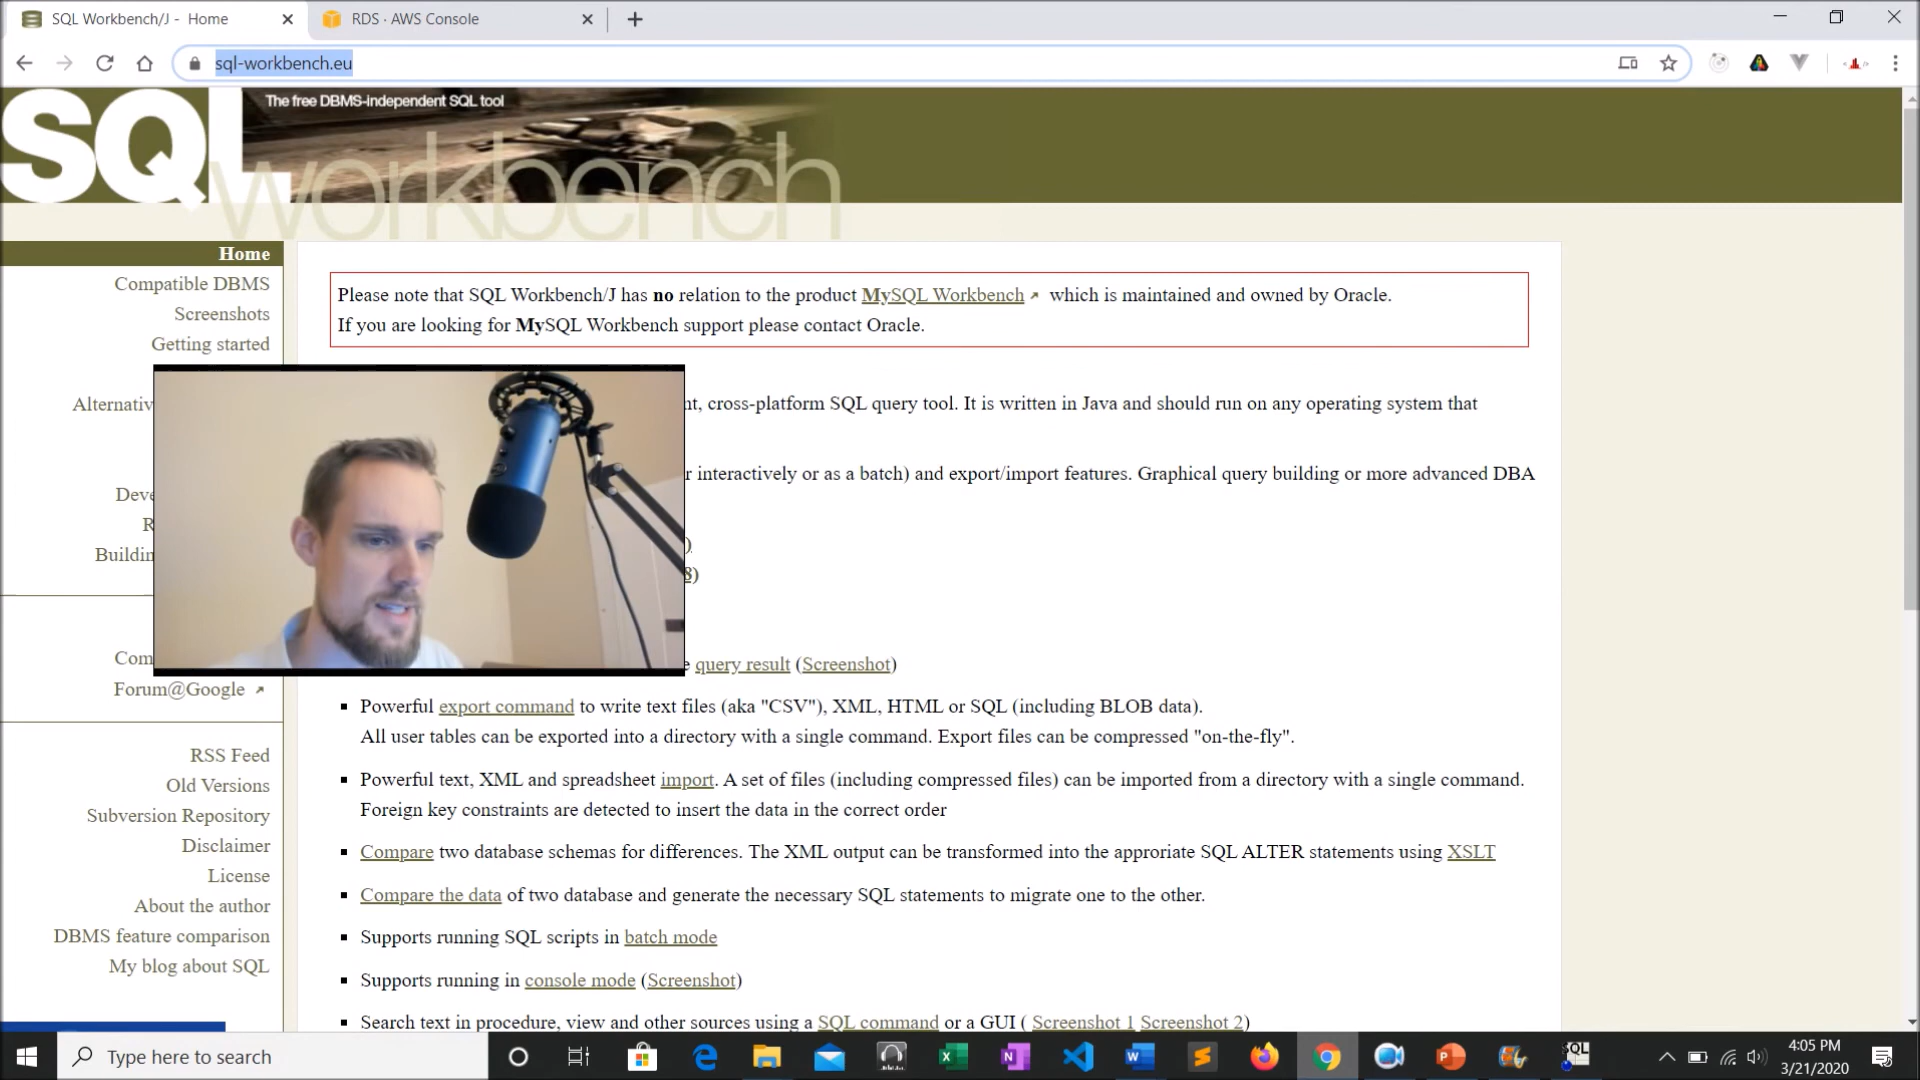 SQL Workbench/J - Home
RDS · AWS Console
sql-workbench.eu
The free DBMS-independent SQL tool
SQL
workbench
Home
Compatible DBMS
Screenshots
Getting started
Please note that SQL Workbench/J has no relation to the product MySQL Workbench which is maintained and owned by Oracle.
If you are looking for MySQL Workbench support please contact Oracle.
Alternativ
, cross-platform SQL query tool. It is written in Java and should run on any operating system that
interactively or as a batch) and export/import features. Graphical query building or more advanced DBA
Deve
R
)
Building
8)
Com
query result (Screenshot)
Forum@Google
Powerful export command to write text files (aka "CSV"), XML, HTML or SQL (including BLOB data).
All user tables can be exported into a directory with a single command. Export files can be compressed "on-the-fly".
RSS Feed
Old Versions
Subversion Repository
Disclaimer
License
About the author
DBMS feature comparison
My blog about SQL
Powerful text, XML and spreadsheet import. A set of files (including compressed files) can be imported from a directory with a single command.
Foreign key constraints are detected to insert the data in the correct order
Compare two database schemas for differences. The XML output can be transformed into the approriate SQL ALTER statements using XSLT
Compare the data of two database and generate the necessary SQL statements to migrate one to the other.
Supports running SQL scripts in batch mode
Supports running in console mode (Screenshot)
Search text in procedure, view and other sources using a SQL command or a GUI ( Screenshot 1 Screenshot 2)
Type here to search
4:05 PM
3/21/2020